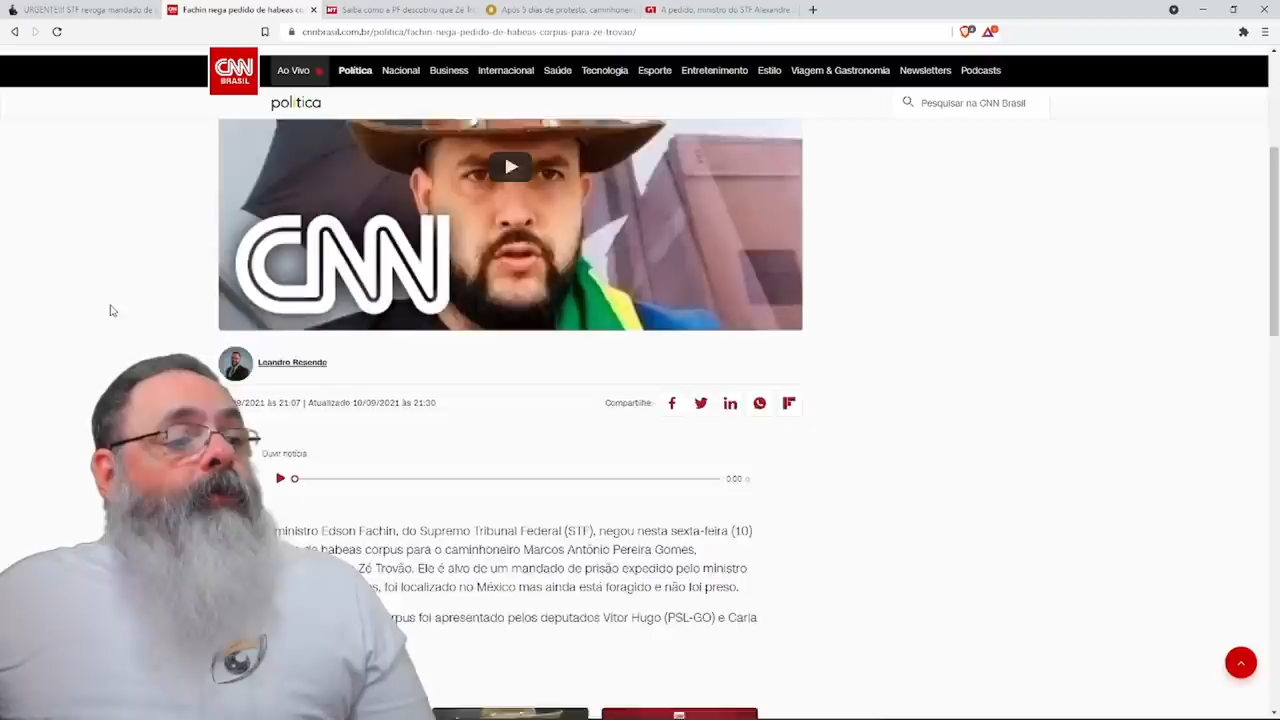 URGENTE!!! STF revoga mandado de
Fachin nega pedido de habeas co
Saiba como a PF descobriu que Zé Tr
Após 5 dias de protesto, caminhonei
A pedido, ministro do STF Alexandre
cnnbrasil.com.br/politica/fachin-nega-pedido-de-habeas-corpus-para-ze-trovao/
CNN BRASIL
Ao Vivo
Política
Nacional
Business
Internacional
Saúde
Tecnologia
Esporte
Entretenimento
Estilo
Viagem & Gastronomia
Newsletters
Podcasts
política
Pesquisar na CNN Brasil
CNN
Leandro Resende
/2021 às 21:07 | Atualizado 10/09/2021 às 21:30
Compartilhe:
Ouvir notícia
0:00
ministro Edson Fachin, do Supremo Tribunal Federal (STF), negou nesta sexta-feira (10)
de habeas corpus para o caminhoneiro Marcos Antônio Pereira Gomes,
Zé Trovão. Ele é alvo de um mandado de prisão expedido pelo ministro
foi localizado no México mas ainda está foragido e não foi preso.
foi apresentado pelos deputados Vitor Hugo (PSL-GO) e Carla